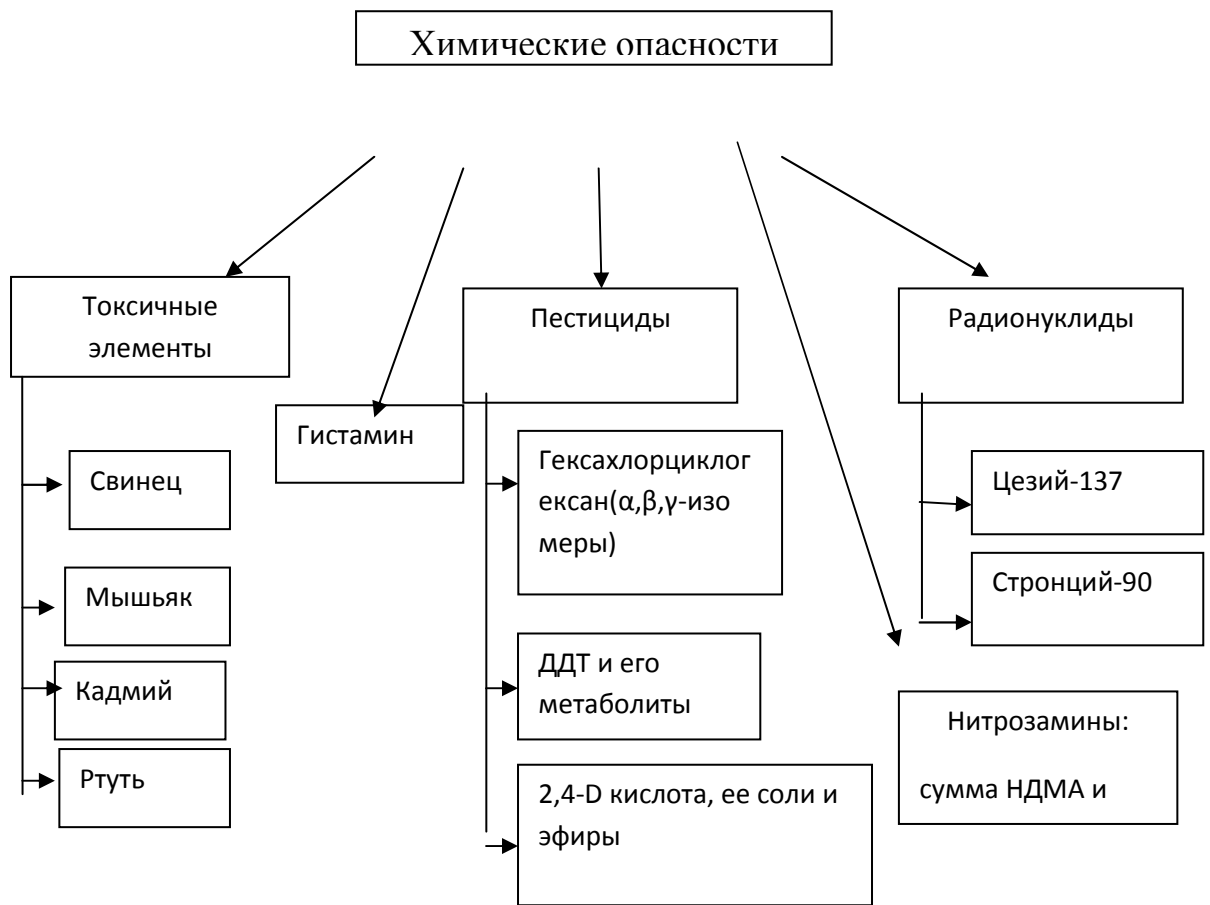 Химические опасности
Токсичные
элементы
Свинец
Мышьяк
Кадмий
Ртуть
Гистамин
Пестициды
Гексахлорциклог
ексан(α,β,γ-изо
меры)
ДДТ и его
метаболиты
2,4-D кислота, ее соли и
эфиры
Радионуклиды
Цезий-137
Стронций-90
Нитрозамины:
сумма НДМА и